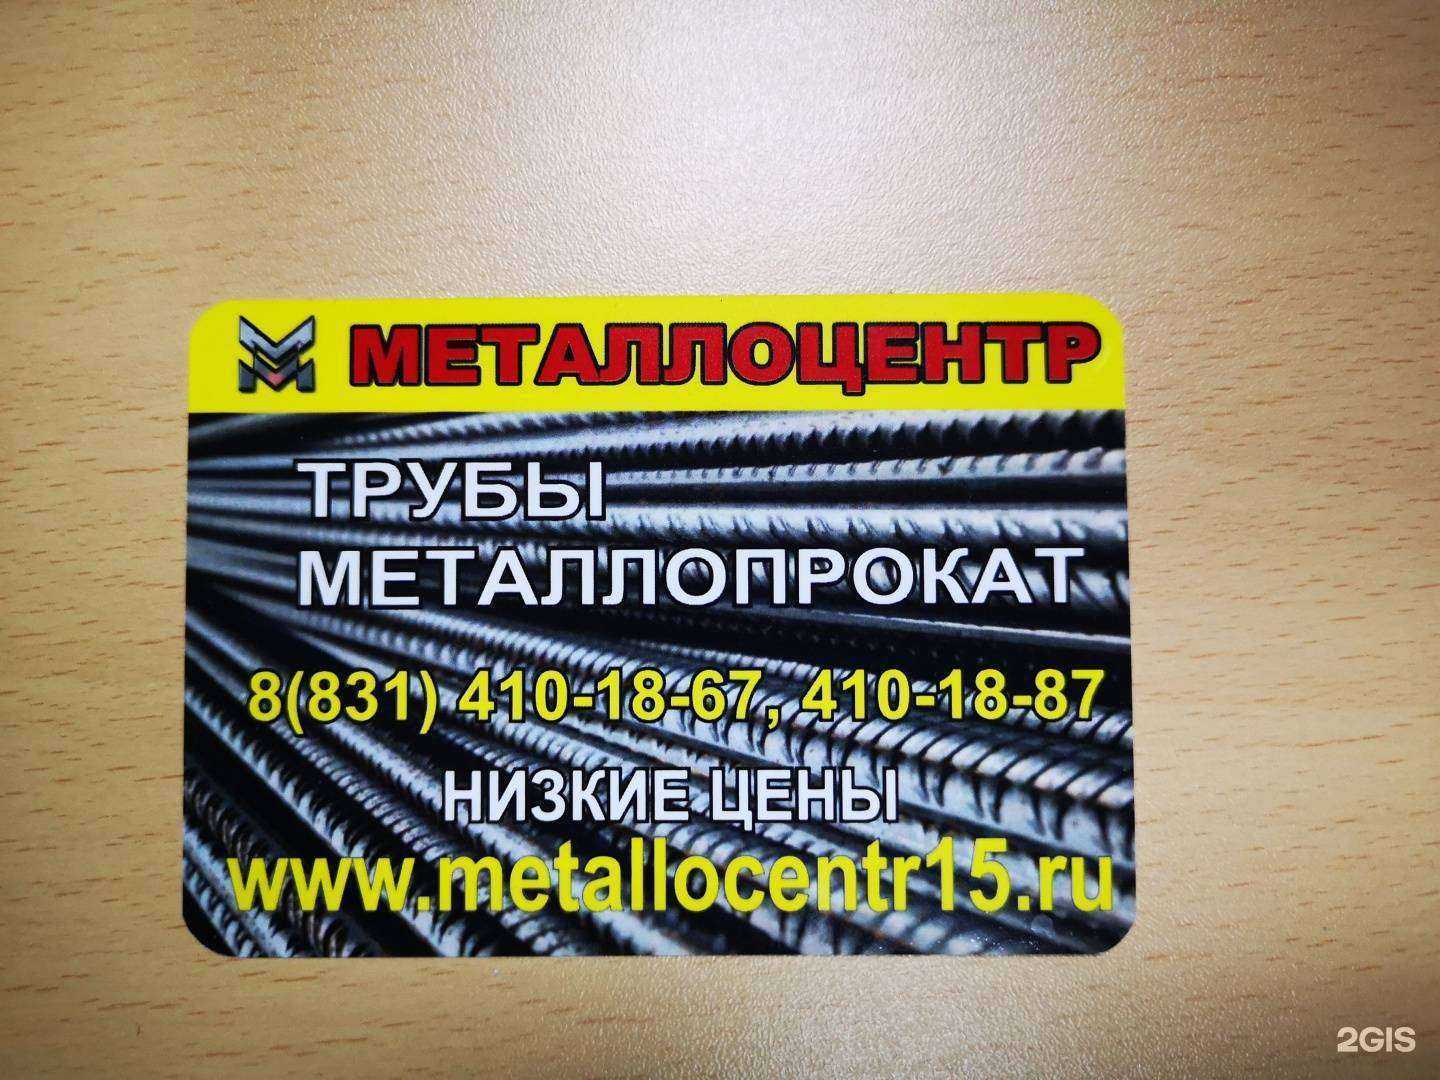 МЕТАЛЛОЦЕНТР
ТРУБЫ
МЕТАЛЛОПРОКАТ
8(831) 410-18-67, 410-18-87
НИЗКИЕ ЦЕНЫ
www.metallocentr15.ru
2GIS